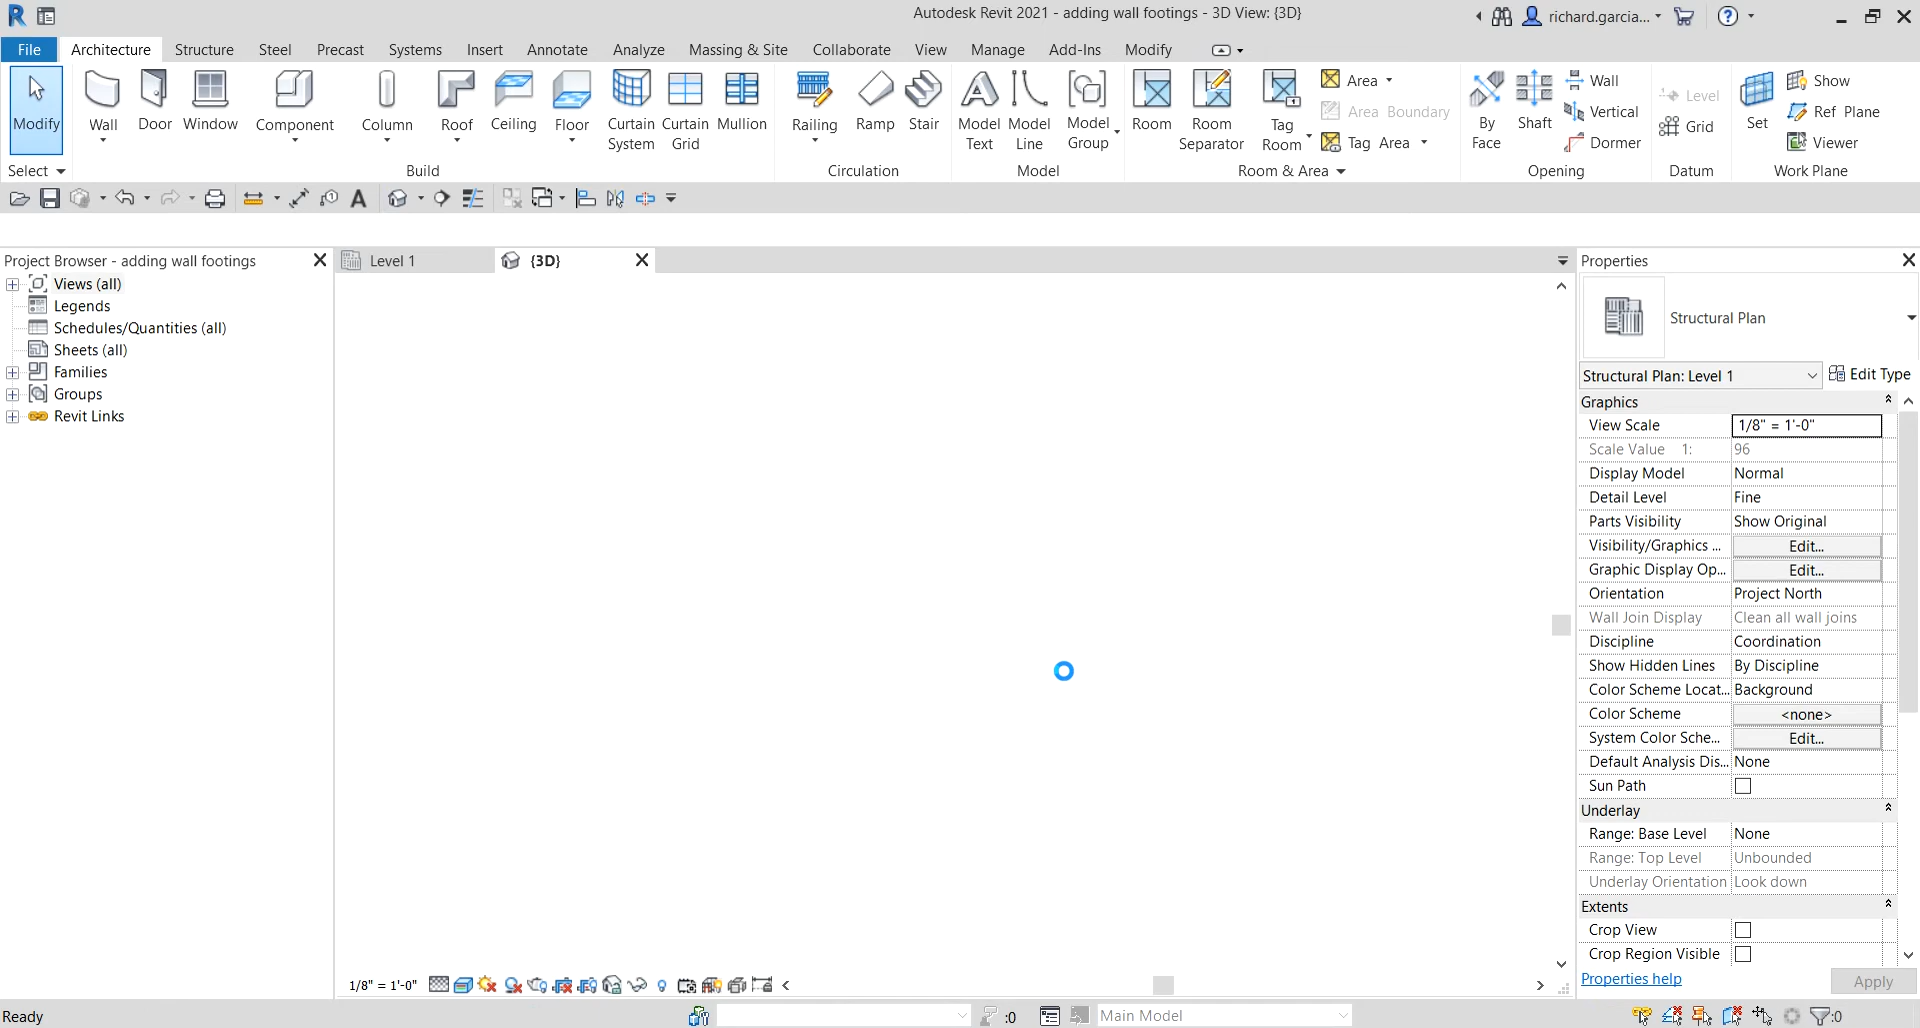 Autodesk Revit 2021 - adding wall footings - 3D View: {3D}
richard.garcia...
File Architecture Structure Steel Precast Systems Insert Annotate Analyze Massing & Site Collaborate View Manage Add-Ins Modify
Modify Wall Door Window Component Column Roof Ceiling Floor Curtain System Curtain Grid Mullion Railing Ramp Stair Model Text Model Line Model Group Room Room Separator Tag Room Area Area Boundary Tag Area By Face Shaft Wall Vertical Dormer Level Grid Set Show Ref Plane Viewer
Select Build Circulation Model Room & Area Opening Datum Work Plane
Project Browser - adding wall footings
Views (all)
Legends
Schedules/Quantities (all)
Sheets (all)
Families
Groups
Revit Links
Level 1 {3D}
1/8" = 1'-0"
Properties
Structural Plan
Structural Plan: Level 1 Edit Type
Graphics
View Scale 1/8" = 1'-0"
Scale Value 1: 96
Display Model Normal
Detail Level Fine
Parts Visibility Show Original
Visibility/Graphics ... Edit...
Graphic Display Op... Edit...
Orientation Project North
Wall Join Display Clean all wall joins
Discipline Coordination
Show Hidden Lines By Discipline
Color Scheme Locat... Background
Color Scheme <none>
System Color Sche... Edit...
Default Analysis Dis... None
Sun Path
Underlay
Range: Base Level None
Range: Top Level Unbounded
Underlay Orientation Look down
Extents
Crop View
Crop Region Visible
Properties help Apply
Ready :0 Main Model :0